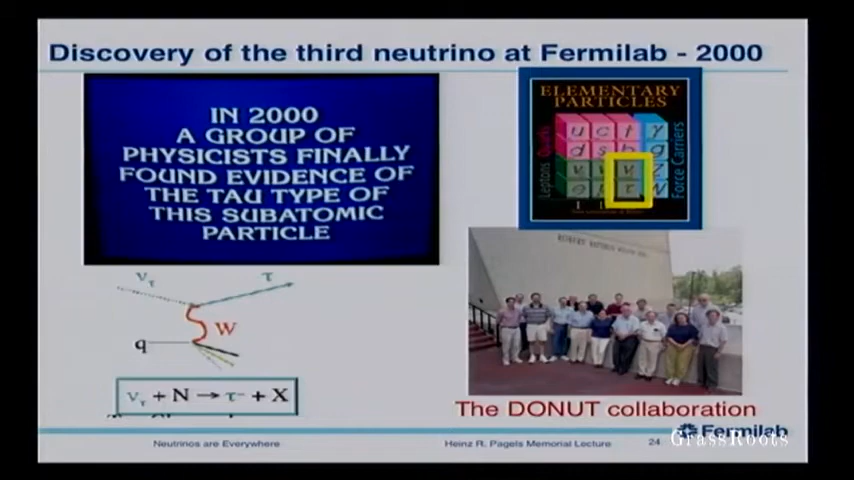 Discovery of the third neutrino at Fermilab - 2000
IN 2000
A GROUP OF
PHYSICISTS FINALLY
FOUND EVIDENCE OF
THE TAU TYPE OF
THIS SUBATOMIC
PARTICLE
ELEMENTARY
PARTICLES
Quarks
Leptons
Force Carriers
u c t γ
d s b g
ν ν ν Z
e μ τ W
ν_τ τ
W
q
ν_τ + N → τ⁻ + X
The DONUT collaboration
Neutrinos are Everywhere
Heinz R. Pagels Memorial Lecture
24
Fermilab
GrassRoots